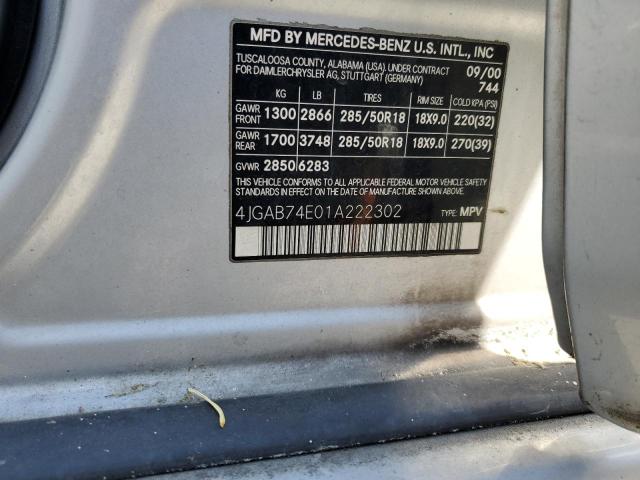 MFD BY MERCEDES-BENZ U.S. INTL., INC
TUSCALOOSA COUNTY, ALABAMA (USA). UNDER CONTRACT 09/00
FOR DAIMLERCHRYSLER AG, STUTTGART (GERMANY) 744
KG LB TIRES RIM SIZE COLD KPA (PSI)
GAWR FRONT 1300 2866 285/50R18 18X9.0 220(32)
GAWR REAR 1700 3748 285/50R18 18X9.0 270(39)
GVWR 2850 6283
THIS VEHICLE CONFORMS TO ALL APPLICABLE FEDERAL MOTOR VEHICLE SAFETY
STANDARDS IN EFFECT ON THE DATE OF MANUFACTURE SHOWN ABOVE
4JGAB74E01A222302 TYPE: MPV